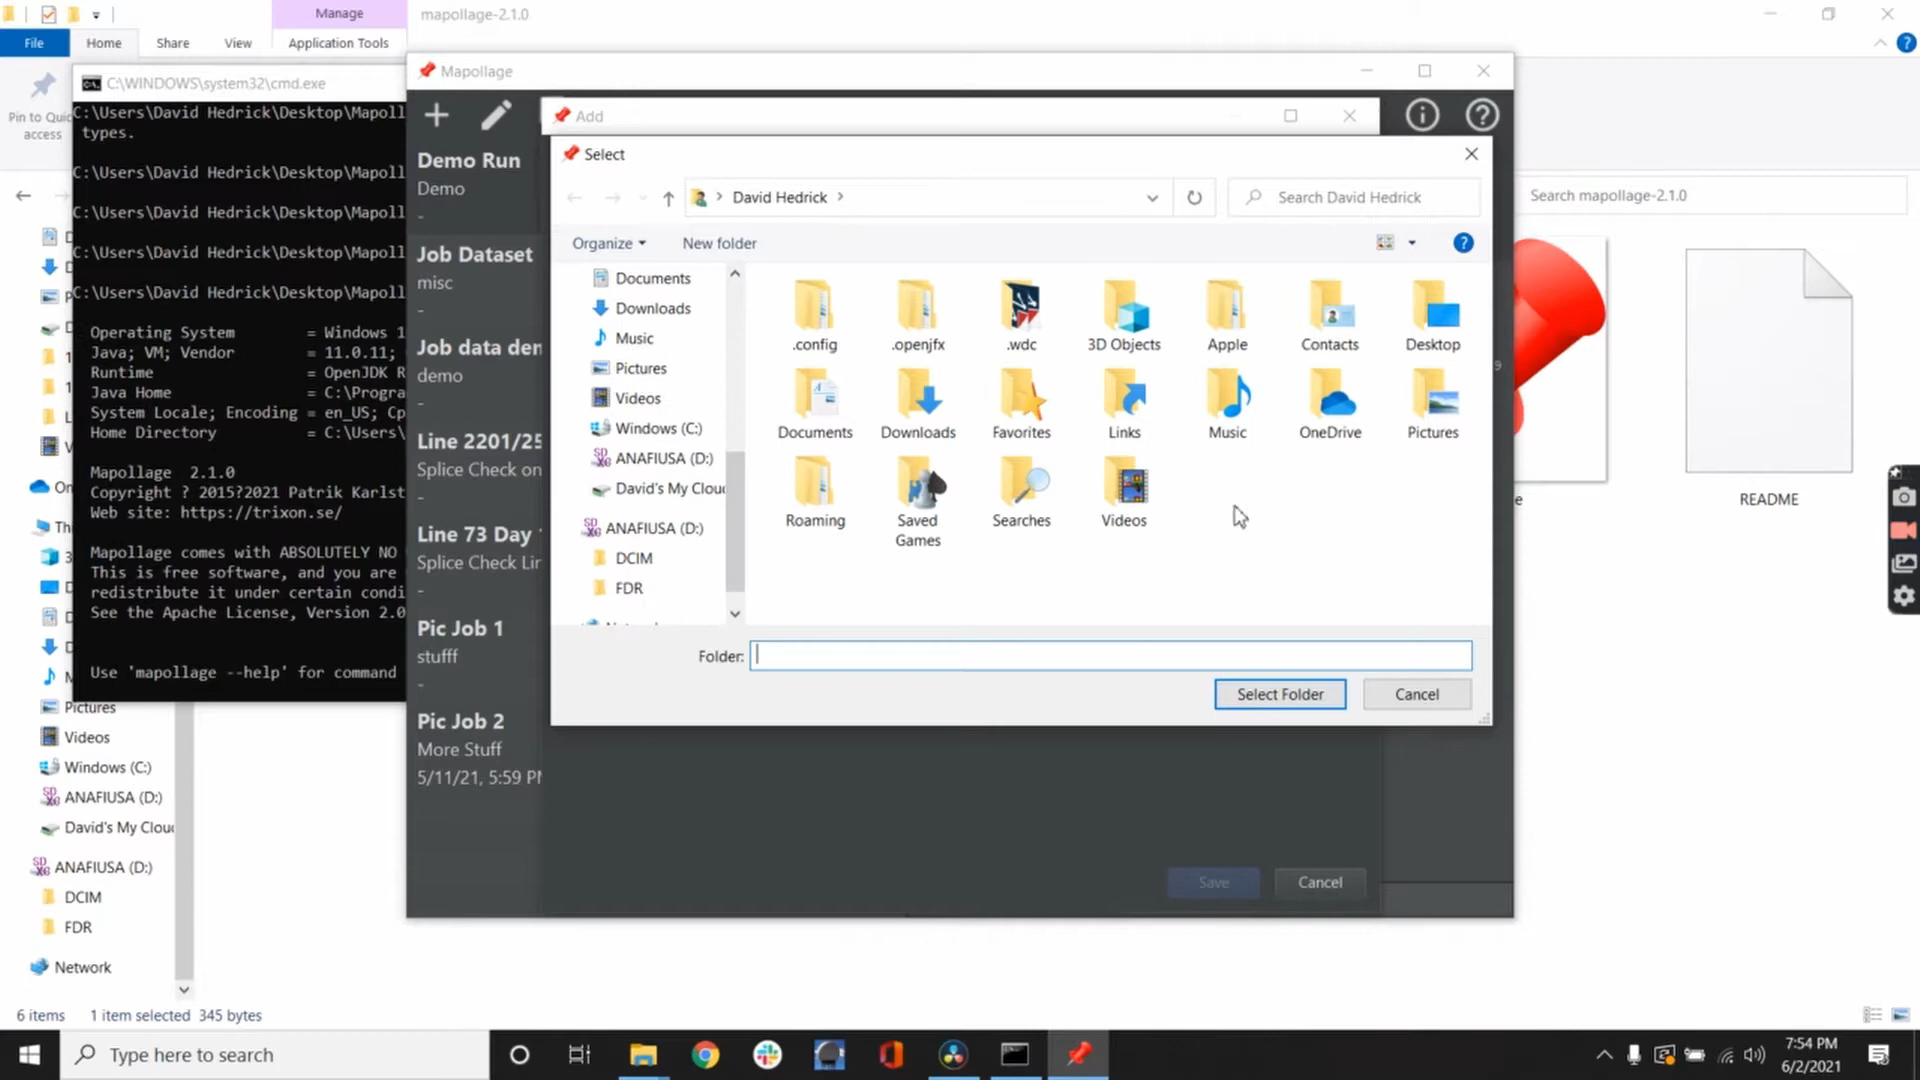 Manage
mapollage-2.1.0
File
Home
Share
View
Application Tools
Pin to Quic
access
C:\WINDOWS\system32\cmd.exe
C:\Users\David Hedrick\Desktop\Mapoll
types.
C:\Users\David Hedrick\Desktop\Mapoll
C:\Users\David Hedrick\Desktop\Mapoll
C:\Users\David Hedrick\Desktop\Mapoll
C:\Users\David Hedrick\Desktop\Mapoll
Operating System = Windows 1
Java; VM; Vendor = 11.0.11;
Runtime = OpenJDK R
Java Home = C:\Progra
System Locale; Encoding = en_US; Cp
Home Directory = C:\Users\
Mapollage 2.1.0
Copyright ? 2015?2021 Patrik Karlst
Web site: https://trixon.se/
Mapollage comes with ABSOLUTELY NO
This is free software, and you are
redistribute it under certain condi
See the Apache License, Version 2.0
Use 'mapollage --help' for command
Mapollage
Demo Run
Demo
-
Job Dataset
misc
-
Job data den
demo
-
Line 2201/25
Splice Check on
-
Line 73 Day
Splice Check Lin
-
Pic Job 1
stufff
-
Pic Job 2
More Stuff
5/11/21, 5:59 PM
Add
Select
David Hedrick
Search David Hedrick
Organize
New folder
Documents
Downloads
Music
Pictures
Videos
Windows (C:)
ANAFIUSA (D:)
David's My Clou
ANAFIUSA (D:)
DCIM
FDR
.config
.openjfx
.wdc
3D Objects
Apple
Contacts
Desktop
Documents
Downloads
Favorites
Links
Music
OneDrive
Pictures
Roaming
Saved Games
Searches
Videos
Folder:
Select Folder
Cancel
Save
Cancel
Search mapollage-2.1.0
README
Pictures
Videos
Windows (C:)
ANAFIUSA (D:)
David's My Clou
ANAFIUSA (D:)
DCIM
FDR
Network
6 items
1 item selected 345 bytes
Type here to search
7:54 PM
6/2/2021